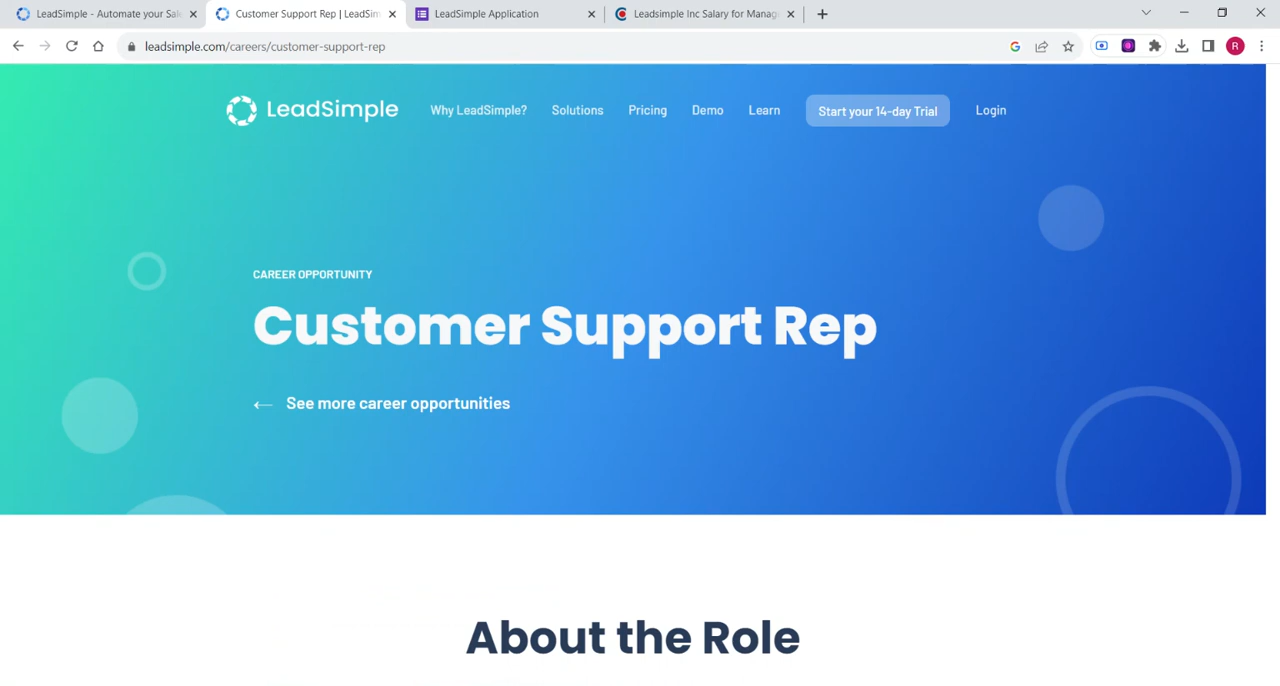 LeadSimple - Automate your Sal
Customer Support Rep | LeadSim
LeadSimple Application
Leadsimple Inc Salary for Manag
leadsimple.com/careers/customer-support-rep
R
LeadSimple
Why LeadSimple?
Solutions
Pricing
Demo
Learn
Start your 14-day Trial
Login
CAREER OPPORTUNITY
Customer Support Rep
← See more career opportunities
About the Role